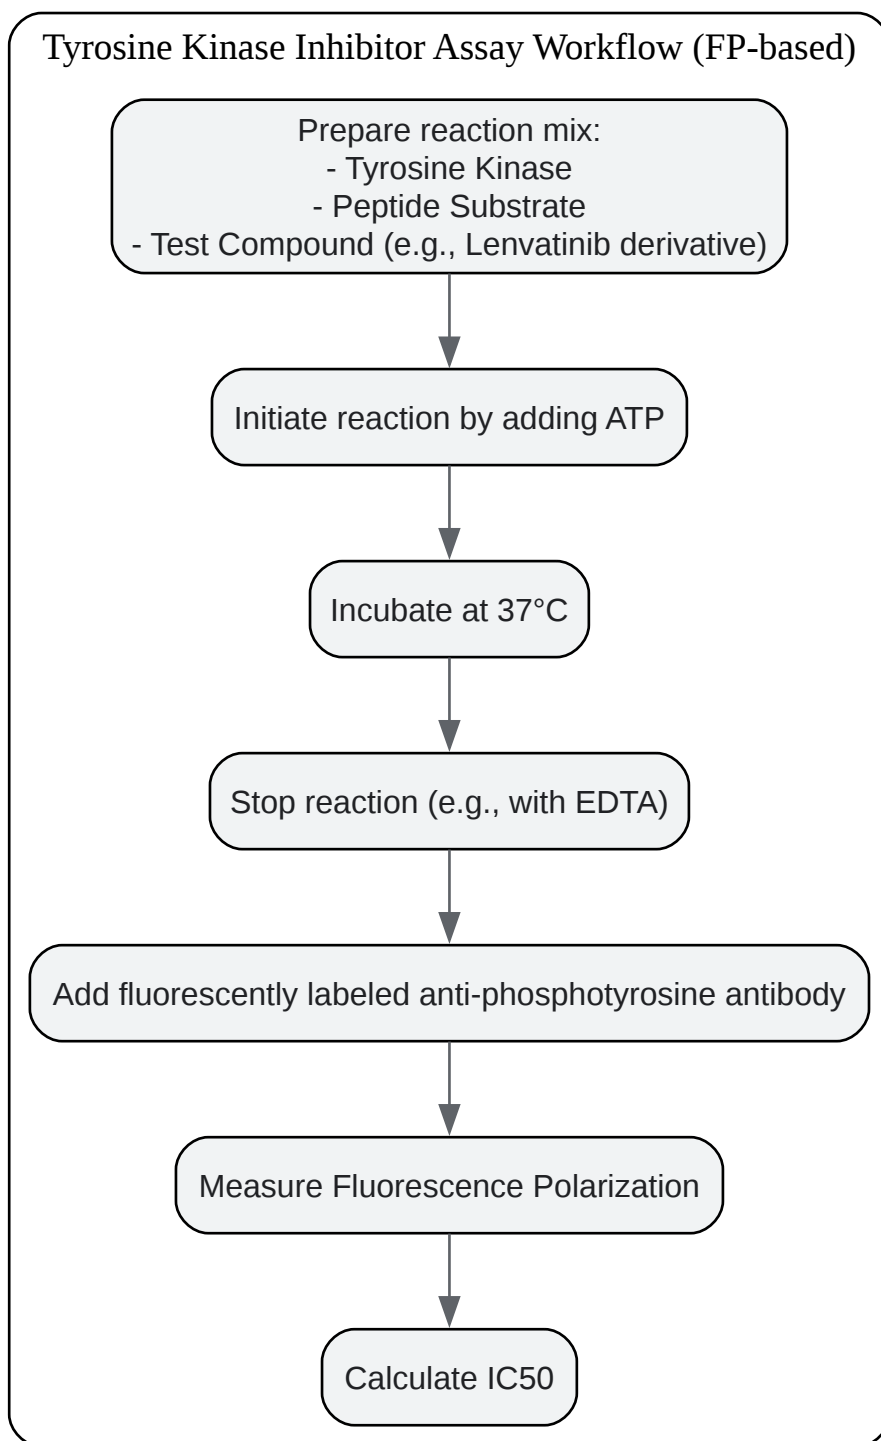 Tyrosine Kinase Inhibitor Assay Workflow (FP-based)
Prepare reaction mix:
- Tyrosine Kinase
- Peptide Substrate
- Test Compound (e.g., Lenvatinib derivative)
Initiate reaction by adding ATP
Incubate at 37°C
Stop reaction (e.g., with EDTA)
Add fluorescently labeled anti-phosphotyrosine antibody
Measure Fluorescence Polarization
Calculate IC50